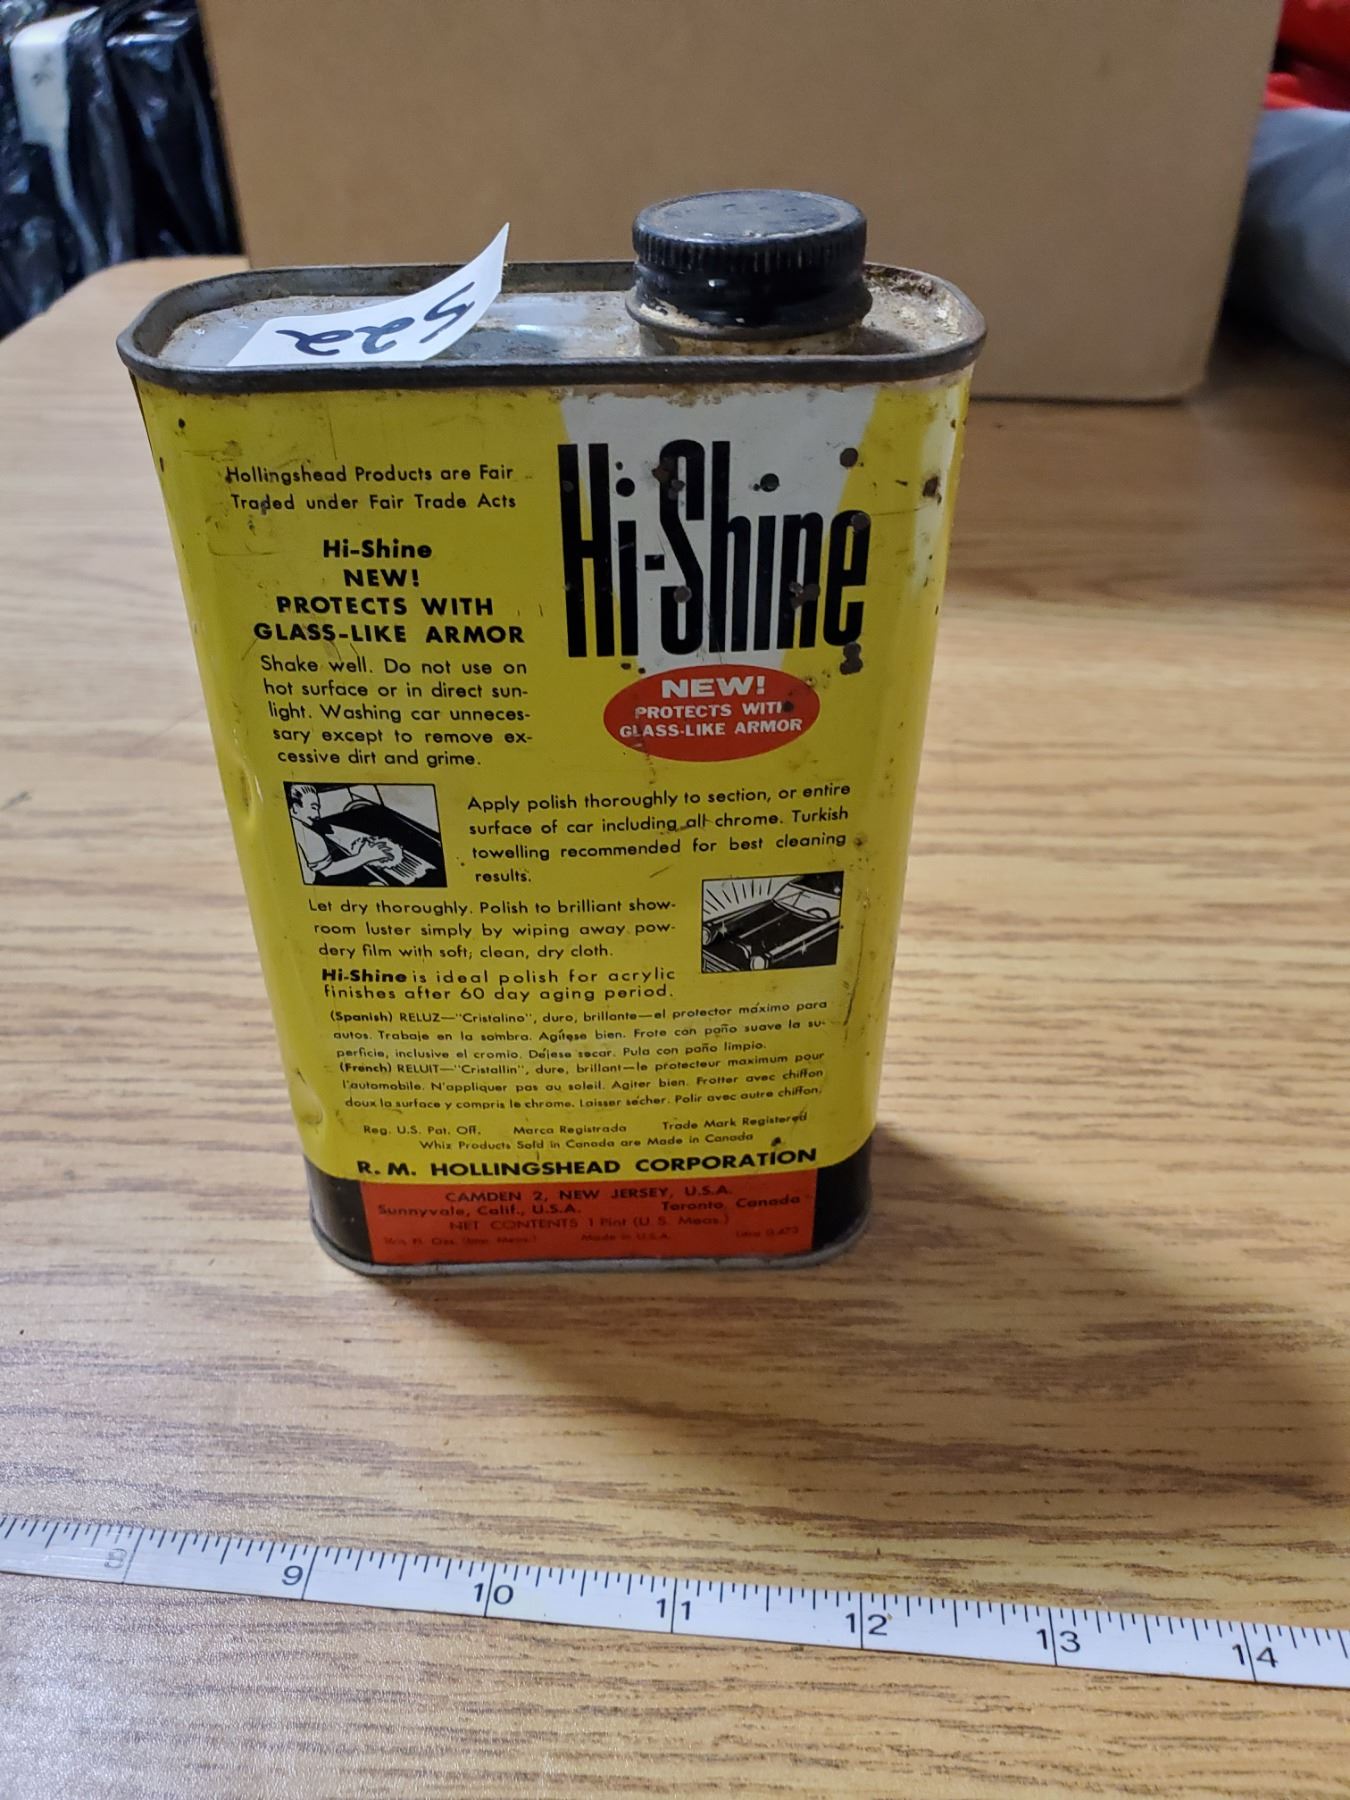 522
Hi-Shine
NEW!
PROTECTS WITH
GLASS-LIKE ARMOR
Hollingshead Products are Fair
Traded under Fair Trade Acts
Hi-Shine
NEW!
PROTECTS WITH
GLASS-LIKE ARMOR
Shake well. Do not use on
hot surface or in direct sun-
light. Washing car unneces-
sary except to remove ex-
cessive dirt and grime.
Apply polish thoroughly to section, or entire
surface of car including all chrome. Turkish
towelling recommended for best cleaning
results.
Let dry thoroughly. Polish to brilliant show-
room luster simply by wiping away pow-
dery film with soft, clean, dry cloth.
Hi-Shine is ideal polish for acrylic
finishes after 60 day aging period.
(Spanish) RELUZ—"Cristalino", duro, brillante—el protector máximo para
autos. Trabaje en la sombra. Agítese bien. Frote con paño suave la su-
perficie, inclusive el cromio. Déjese secar. Pula con paño limpio.
(French) RELUIT—"Cristallin", dure, brillant—le protecteur maximum pour
l'automobile. N'appliquer pas au soleil. Agiter bien. Frotter avec chiffon
doux la surface y compris le chrome. Laisser sécher. Polir avec autre chiffon.
Reg. U.S. Pat. Off. Marca Registrada Trade Mark Registered
Whiz Products Sold in Canada are Made in Canada
R. M. HOLLINGSHEAD CORPORATION
CAMDEN 2, NEW JERSEY, U.S.A.
Sunnyvale, Calif., U.S.A. Toronto, Canada
NET CONTENTS 1 Pint (U.S. Meas.)
Fl. Ozs. (Imp. Meas.) Made in U.S.A. Litro 0.473
8 9 10 11 12 13 14